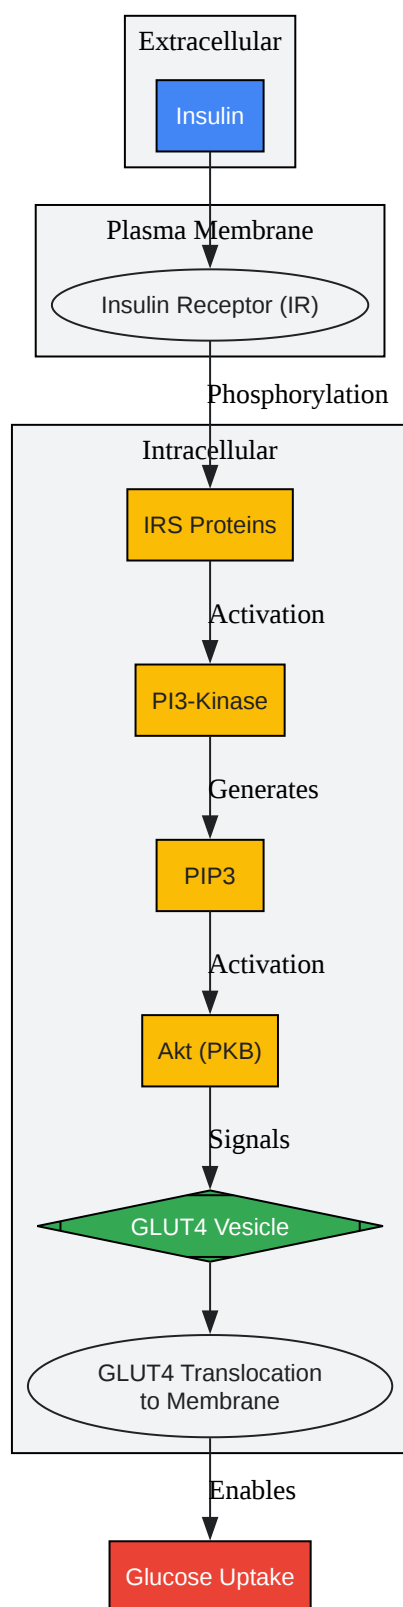 Extracellular
Insulin
Plasma Membrane
Insulin Receptor (IR)
Phosphorylation
Intracellular
IRS Proteins
Activation
PI3-Kinase
Generates
PIP3
Activation
Akt (PKB)
Signals
GLUT4 Vesicle
GLUT4 Translocation
to Membrane
Enables
Glucose Uptake